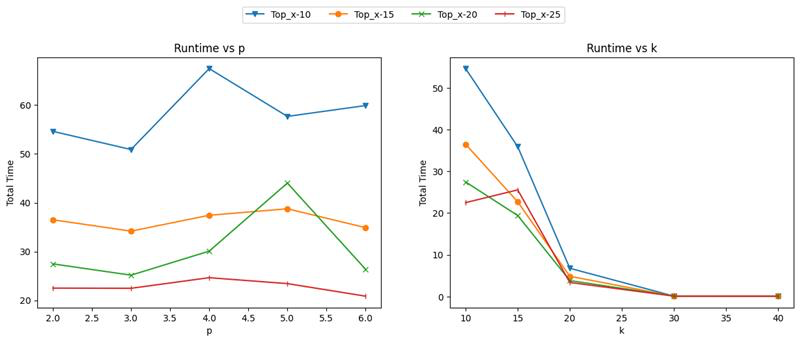 Top_x-10 Top_x-15 Top_x-20 Top_x-25
Runtime vs p
Total Time
60
50
40
30
20
2.0 2.5 3.0 3.5 4.0 4.5 5.0 5.5 6.0
p
Runtime vs k
Total Time
50
40
30
20
10
0
10 15 20 25 30 35 40
k